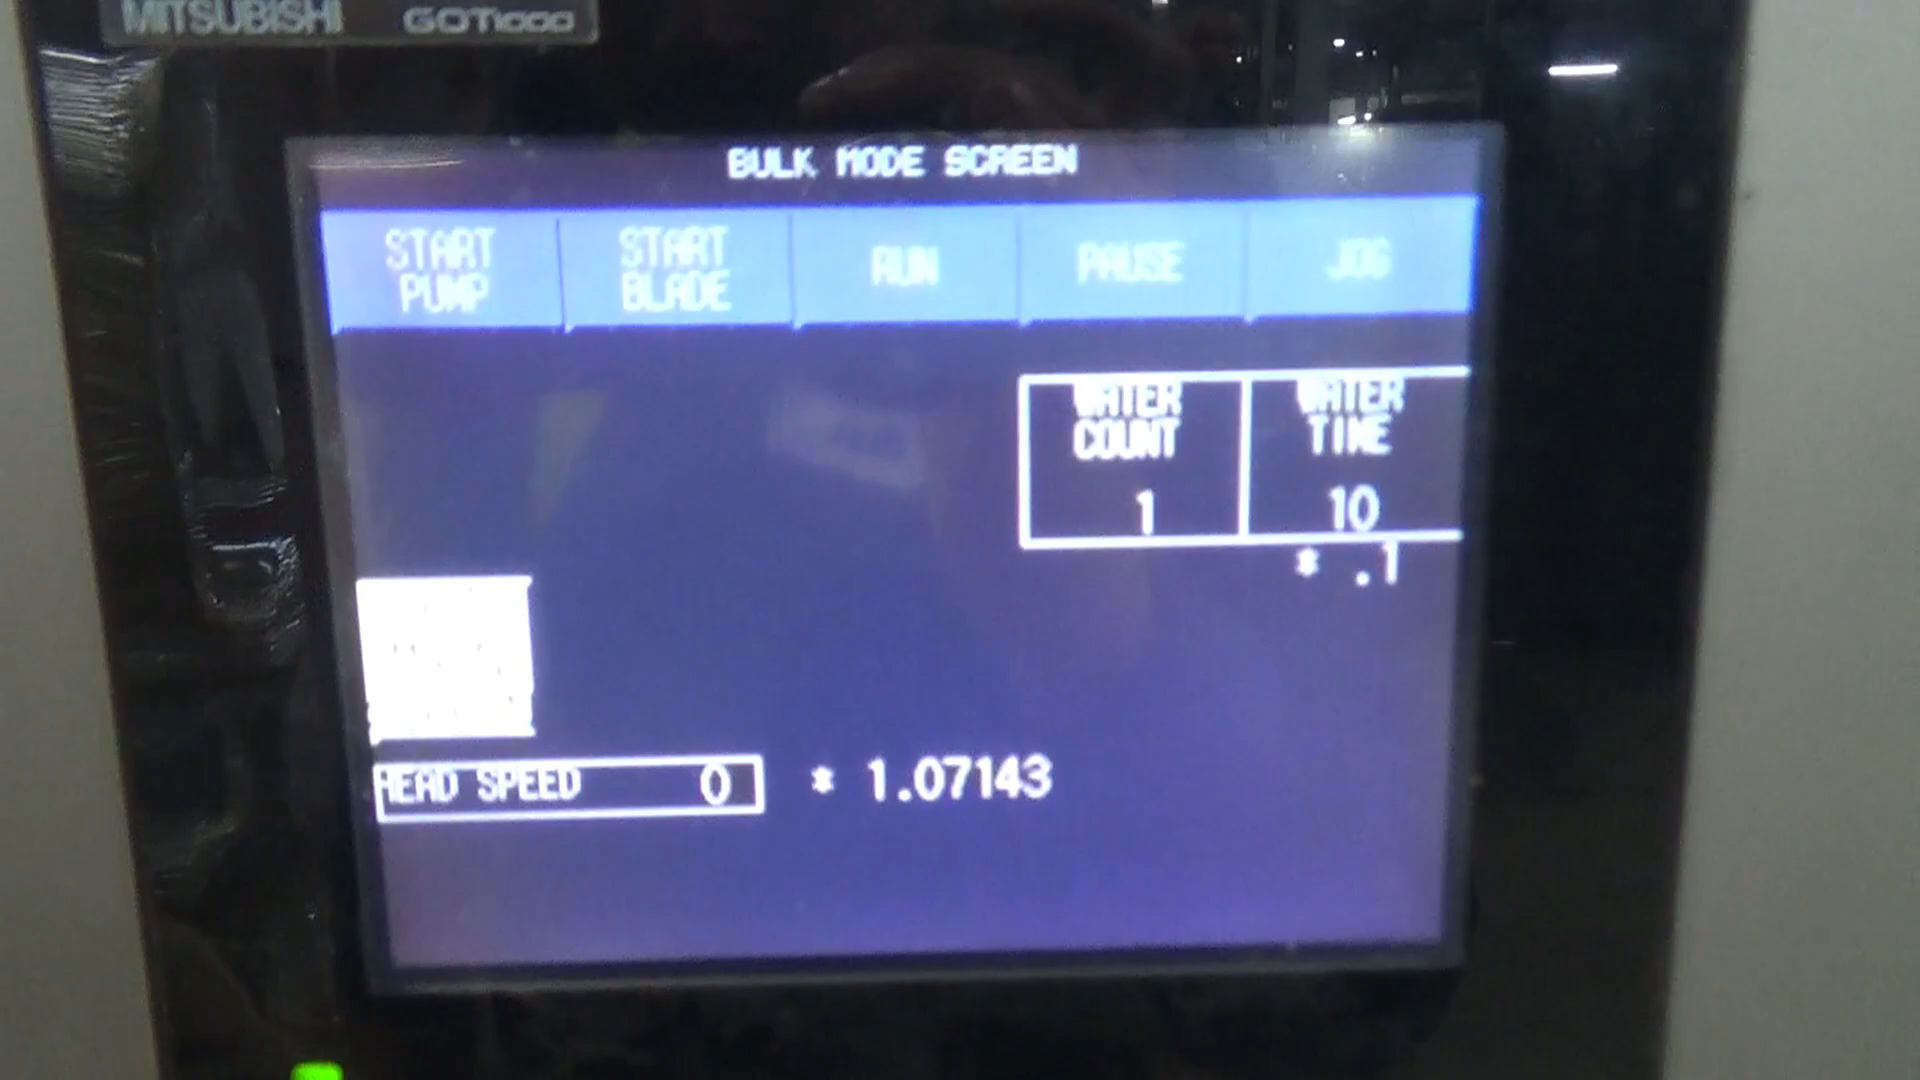 MITSUBISHI GOT1000
BULK MODE SCREEN
START PUMP
START BLADE
RUN
PAUSE
JOG
WATER COUNT
1
WATER TIME
10
* .1
HEAD SPEED 0 * 1.07143